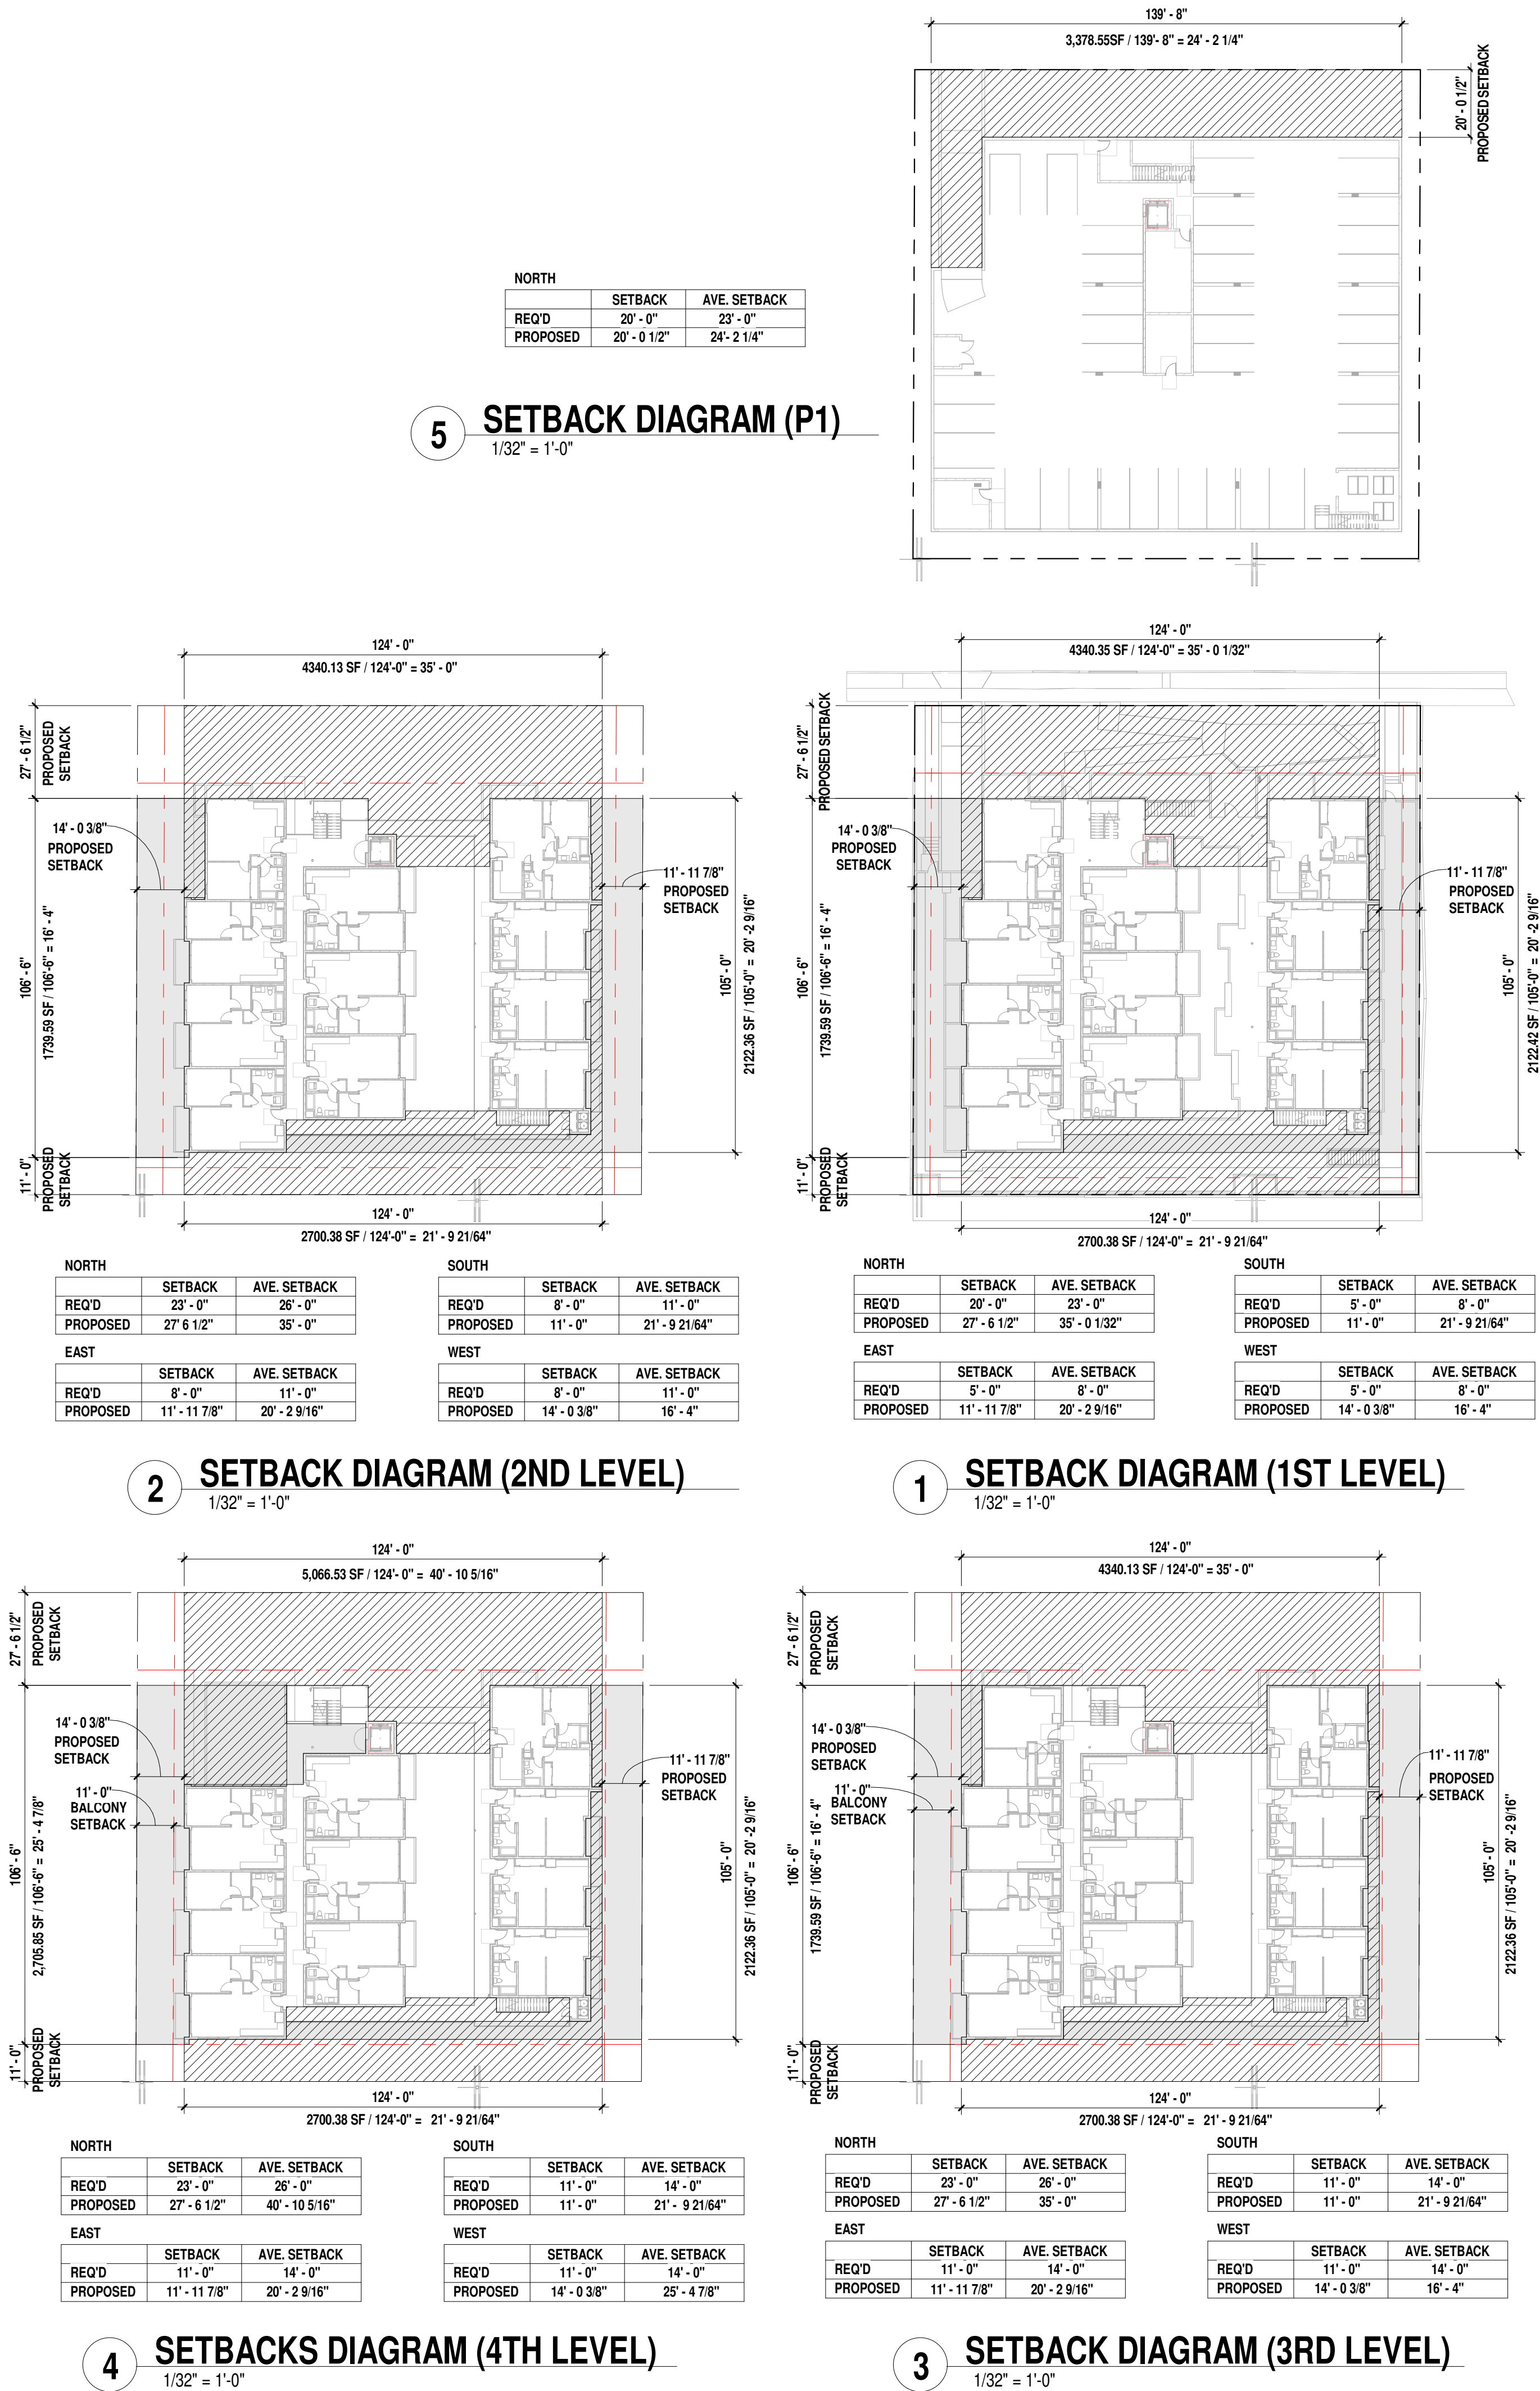 139' - 8"
3,378.55SF / 139'- 8" = 24' - 2 1/4"
20' - 0 1/2"
PROPOSED SETBACK
NORTH
SETBACK AVE. SETBACK
REQ'D 20' - 0" 23' - 0"
PROPOSED 20' - 0 1/2" 24'- 2 1/4"
5 SETBACK DIAGRAM (P1)
1/32" = 1'-0"
124' - 0"
4340.13 SF / 124'-0" = 35' - 0"
27' - 6 1/2"
PROPOSED
SETBACK
14' - 0 3/8"
PROPOSED
SETBACK
11' - 11 7/8"
PROPOSED
SETBACK
106' - 6"
1739.59 SF / 106'-6" = 16' - 4"
105' - 0"
2122.36 SF / 105'-0" = 20' -2 9/16"
11' - 0"
PROPOSED
SETBACK
124' - 0"
2700.38 SF / 124'-0" = 21' - 9 21/64"
NORTH
SETBACK AVE. SETBACK
REQ'D 23' - 0" 26' - 0"
PROPOSED 27' 6 1/2" 35' - 0"
SOUTH
SETBACK AVE. SETBACK
REQ'D 8' - 0" 11' - 0"
PROPOSED 11' - 0" 21' - 9 21/64"
EAST
SETBACK AVE. SETBACK
REQ'D 8' - 0" 11' - 0"
PROPOSED 11' - 11 7/8" 20' - 2 9/16"
WEST
SETBACK AVE. SETBACK
REQ'D 8' - 0" 11' - 0"
PROPOSED 14' - 0 3/8" 16' - 4"
2 SETBACK DIAGRAM (2ND LEVEL)
1/32" = 1'-0"
124' - 0"
4340.35 SF / 124'-0" = 35' - 0 1/32"
27' - 6 1/2"
PROPOSED SETBACK
14' - 0 3/8"
PROPOSED
SETBACK
11' - 11 7/8"
PROPOSED
SETBACK
106' - 6"
1739.59 SF / 106'-6" = 16' - 4"
105' - 0"
2122.42 SF / 105'-0" = 20' -2 9/16"
11' - 0"
PROPOSED
SETBACK
124' - 0"
2700.38 SF / 124'-0" = 21' - 9 21/64"
NORTH
SETBACK AVE. SETBACK
REQ'D 20' - 0" 23' - 0"
PROPOSED 27' - 6 1/2" 35' - 0 1/32"
SOUTH
SETBACK AVE. SETBACK
REQ'D 5' - 0" 8' - 0"
PROPOSED 11' - 0" 21' - 9 21/64"
EAST
SETBACK AVE. SETBACK
REQ'D 5' - 0" 8' - 0"
PROPOSED 11' - 11 7/8" 20' - 2 9/16"
WEST
SETBACK AVE. SETBACK
REQ'D 5' - 0" 8' - 0"
PROPOSED 14' - 0 3/8" 16' - 4"
1 SETBACK DIAGRAM (1ST LEVEL)
1/32" = 1'-0"
124' - 0"
5,066.53 SF / 124'- 0" = 40' - 10 5/16"
27' - 6 1/2"
PROPOSED
SETBACK
14' - 0 3/8"
PROPOSED
SETBACK
11' - 0"
BALCONY
SETBACK
11' - 11 7/8"
PROPOSED
SETBACK
106' - 6"
2,705.85 SF / 106'-6" = 25' - 4 7/8"
105' - 0"
2122.36 SF / 105'-0" = 20' -2 9/16"
11' - 0"
PROPOSED
SETBACK
124' - 0"
2700.38 SF / 124'-0" = 21' - 9 21/64"
NORTH
SETBACK AVE. SETBACK
REQ'D 23' - 0" 26' - 0"
PROPOSED 27' - 6 1/2" 40' - 10 5/16"
SOUTH
SETBACK AVE. SETBACK
REQ'D 11' - 0" 14' - 0"
PROPOSED 11' - 0" 21' - 9 21/64"
EAST
SETBACK AVE. SETBACK
REQ'D 11' - 0" 14' - 0"
PROPOSED 11' - 11 7/8" 20' - 2 9/16"
WEST
SETBACK AVE. SETBACK
REQ'D 11' - 0" 14' - 0"
PROPOSED 14' - 0 3/8" 25' - 4 7/8"
4 SETBACKS DIAGRAM (4TH LEVEL)
1/32" = 1'-0"
124' - 0"
4340.13 SF / 124'-0" = 35' - 0"
27' - 6 1/2"
PROPOSED
SETBACK
14' - 0 3/8"
PROPOSED
SETBACK
11' - 0"
BALCONY
SETBACK
11' - 11 7/8"
PROPOSED
SETBACK
106' - 6"
1739.59 SF / 106'-6" = 16' - 4"
105' - 0"
2122.36 SF / 105'-0" = 20' -2 9/16"
11' - 0"
PROPOSED
SETBACK
124' - 0"
2700.38 SF / 124'-0" = 21' - 9 21/64"
NORTH
SETBACK AVE. SETBACK
REQ'D 23' - 0" 26' - 0"
PROPOSED 27' - 6 1/2" 35' - 0"
SOUTH
SETBACK AVE. SETBACK
REQ'D 11' - 0" 14' - 0"
PROPOSED 11' - 0" 21' - 9 21/64"
EAST
SETBACK AVE. SETBACK
REQ'D 11' - 0" 14' - 0"
PROPOSED 11' - 11 7/8" 20' - 2 9/16"
WEST
SETBACK AVE. SETBACK
REQ'D 11' - 0" 14' - 0"
PROPOSED 14' - 0 3/8" 16' - 4"
3 SETBACK DIAGRAM (3RD LEVEL)
1/32" = 1'-0"